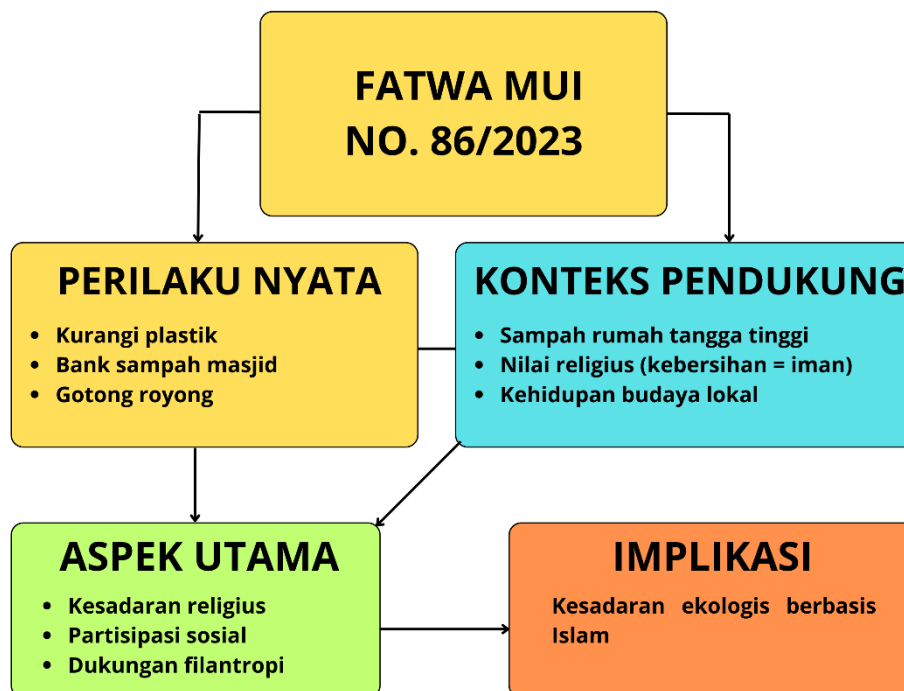 FATWA MUI
NO. 86/2023
PERILAKU NYATA
• Kurangi plastik
• Bank sampah masjid
• Gotong royong
KONTEKS PENDUKUNG
• Sampah rumah tangga tinggi
• Nilai religius (kebersihan = iman)
• Kehidupan budaya lokal
ASPEK UTAMA
• Kesadaran religius
• Partisipasi sosial
• Dukungan filantropi
IMPLIKASI
Kesadaran ekologis berbasis
Islam